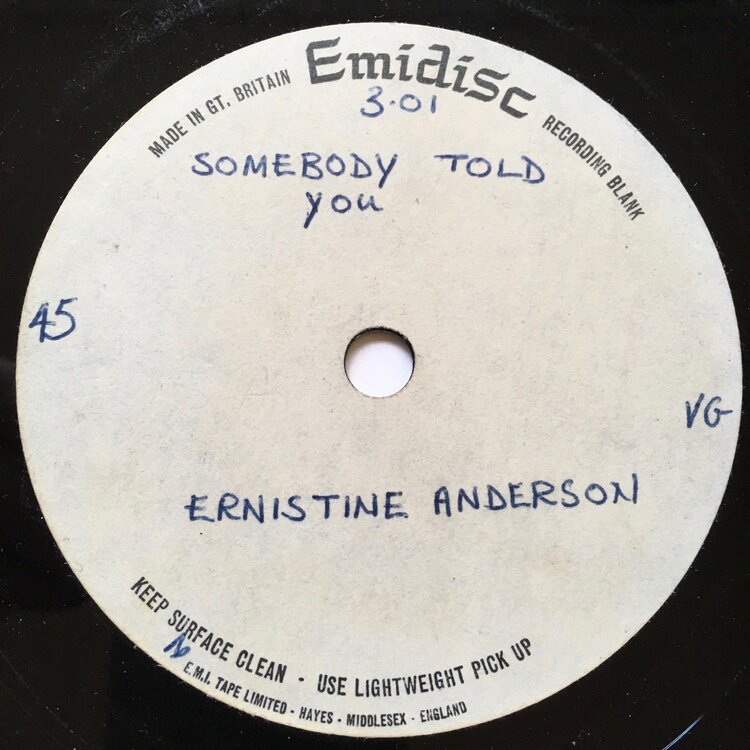 MADE IN GT. BRITAIN
Emidisc
RECORDING BLANK
3.01
SOMEBODY TOLD
you
45
VG
ERNISTINE ANDERSON
KEEP SURFACE CLEAN - USE LIGHTWEIGHT PICK UP
E.M.I. TAPE LIMITED - HAYES - MIDDLESEX - ENGLAND